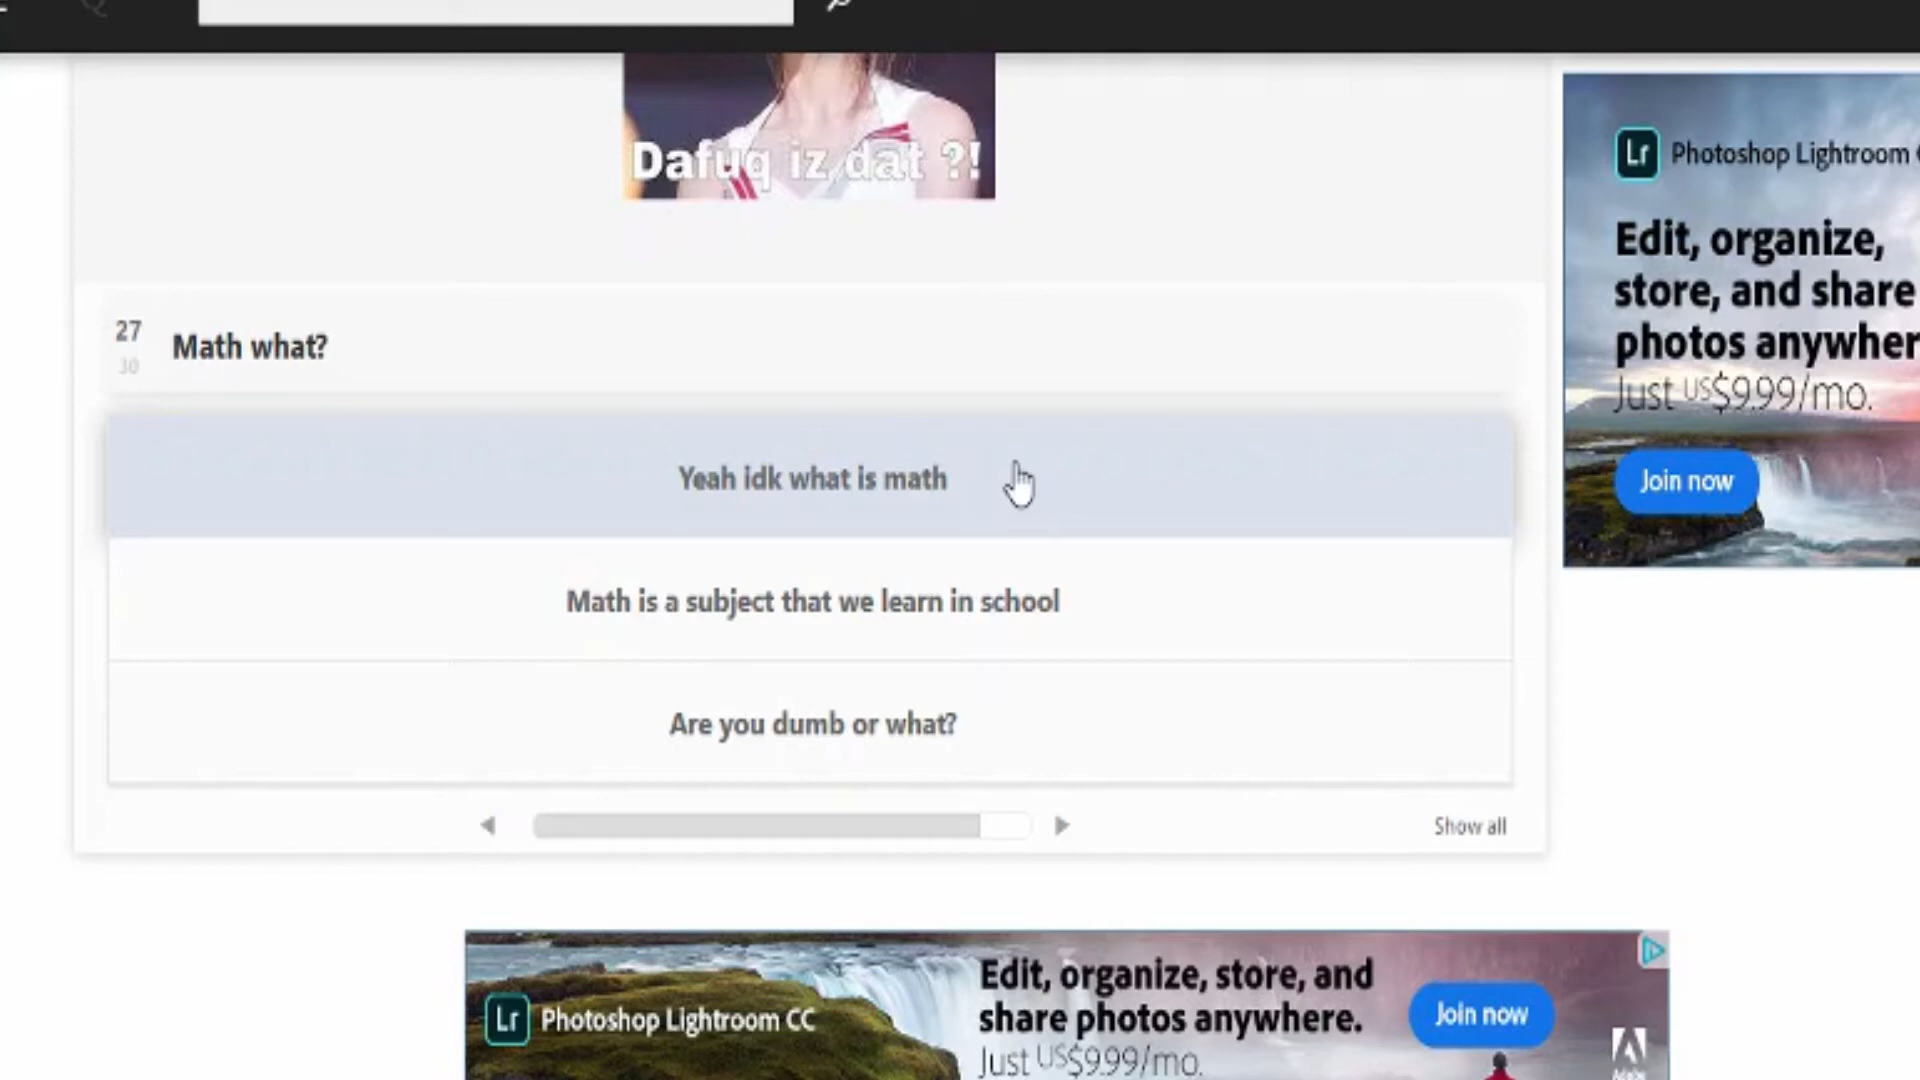 Dafuq iz dat ?!
27
30
Math what?
Yeah idk what is math
Math is a subject that we learn in school
Are you dumb or what?
Show all
Lr Photoshop Lightroom
Edit, organize,
store, and share
photos anywher
Just US$9.99/mo.
Join now
Lr Photoshop Lightroom CC
Edit, organize, store, and
share photos anywhere.
Just US$9.99/mo.
Join now
Adobe